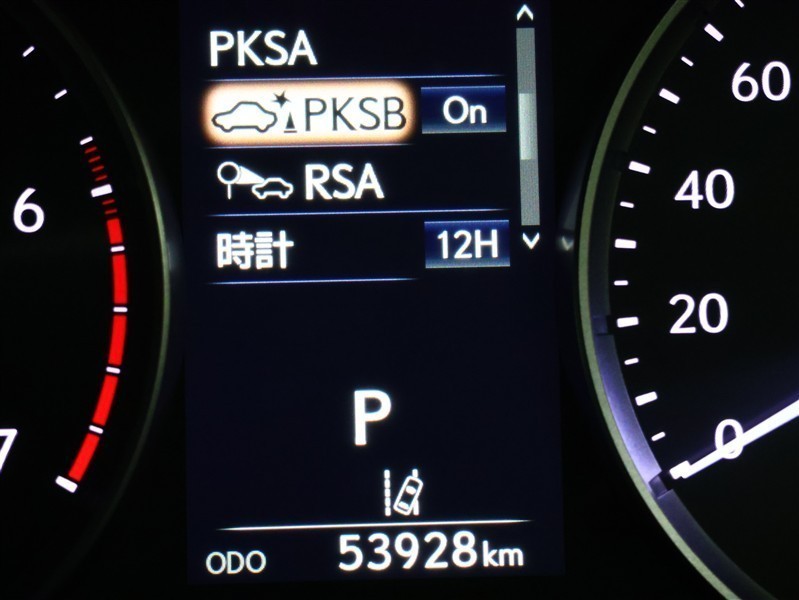 PKSA
PKSB On
RSA
時計 12H
P
ODO 53928km
6
7
60
40
20
0